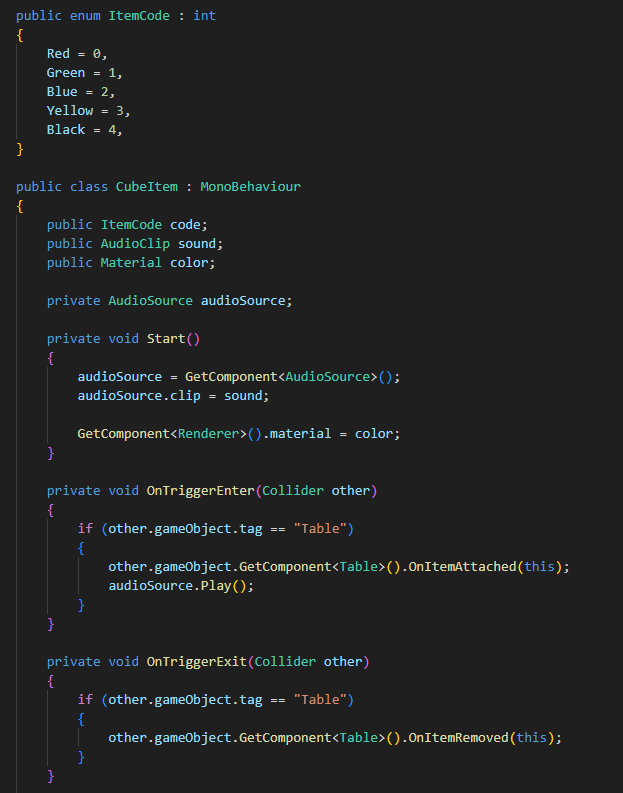 public enum ItemCode : int
{
    Red = 0,
    Green = 1,
    Blue = 2,
    Yellow = 3,
    Black = 4,
}

public class CubeItem : MonoBehaviour
{
    public ItemCode code;
    public AudioClip sound;
    public Material color;

    private AudioSource audioSource;

    private void Start()
    {
        audioSource = GetComponent<AudioSource>();
        audioSource.clip = sound;

        GetComponent<Renderer>().material = color;
    }

    private void OnTriggerEnter(Collider other)
    {
        if (other.gameObject.tag == "Table")
        {
            other.gameObject.GetComponent<Table>().OnItemAttached(this);
            audioSource.Play();
        }
    }

    private void OnTriggerExit(Collider other)
    {
        if (other.gameObject.tag == "Table")
        {
            other.gameObject.GetComponent<Table>().OnItemRemoved(this);
        }
    }